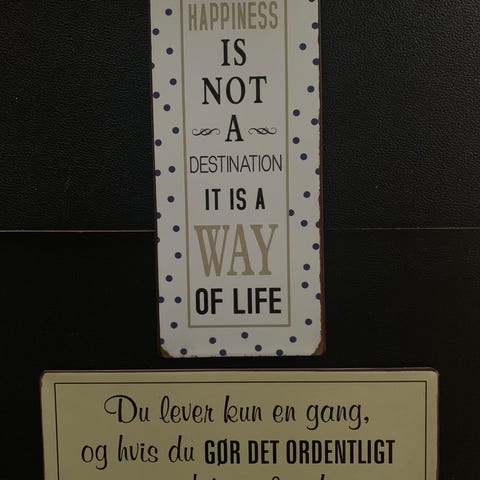 HAPPINESS
IS
NOT
A
DESTINATION
IT IS A
WAY
OF LIFE
Du lever kun en gang,
og hvis du GØR DET ORDENTLIGT